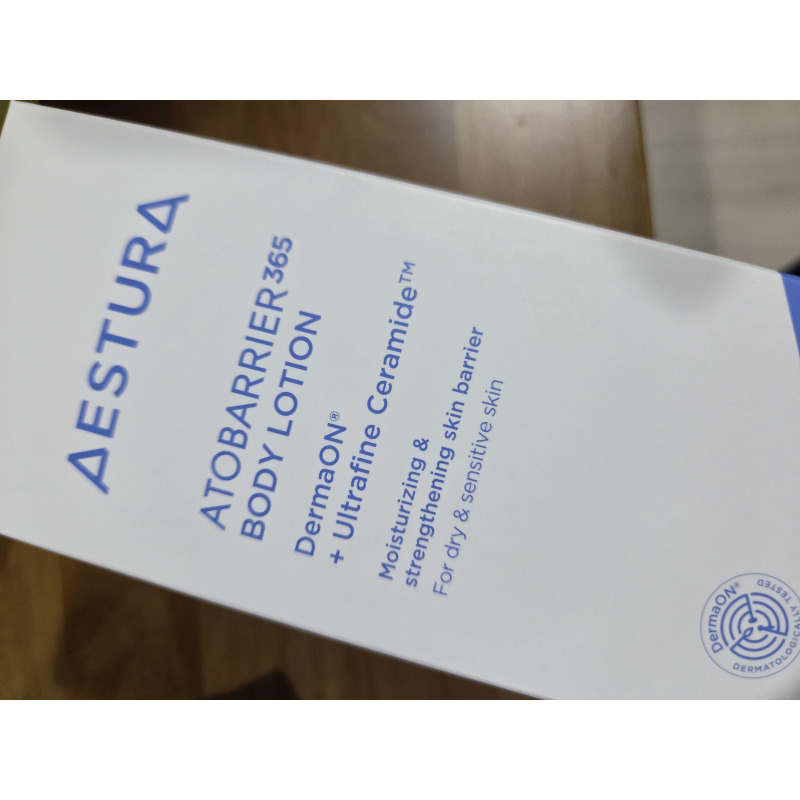 AESTURA
ATOBARRIER365
BODY LOTION
DermaON®
+ Ultrafine Ceramide™
Moisturizing &
strengthening skin barrier
For dry & sensitive skin
DermaON®
DERMATOLOGICALLY TESTED